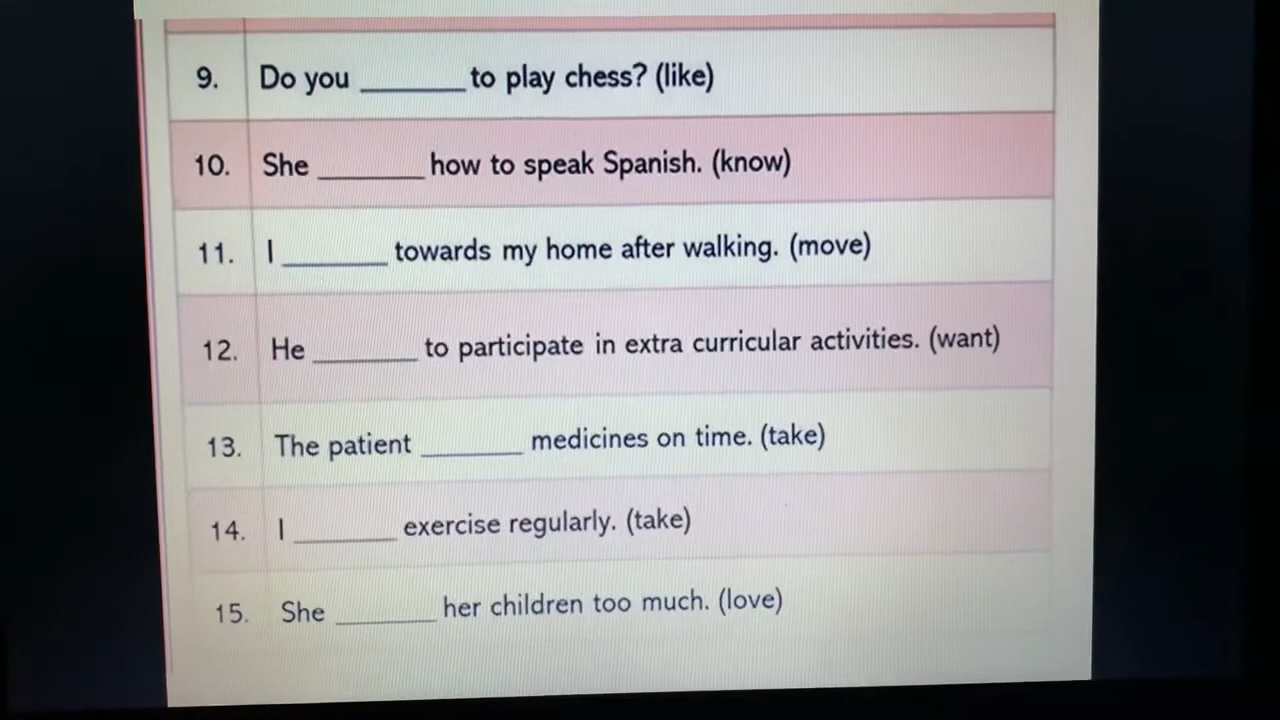 9. Do you _______ to play chess? (like)
10. She _______ how to speak Spanish. (know)
11. I _______ towards my home after walking. (move)
12. He _______ to participate in extra curricular activities. (want)
13. The patient _______ medicines on time. (take)
14. I _______ exercise regularly. (take)
15. She _______ her children too much. (love)